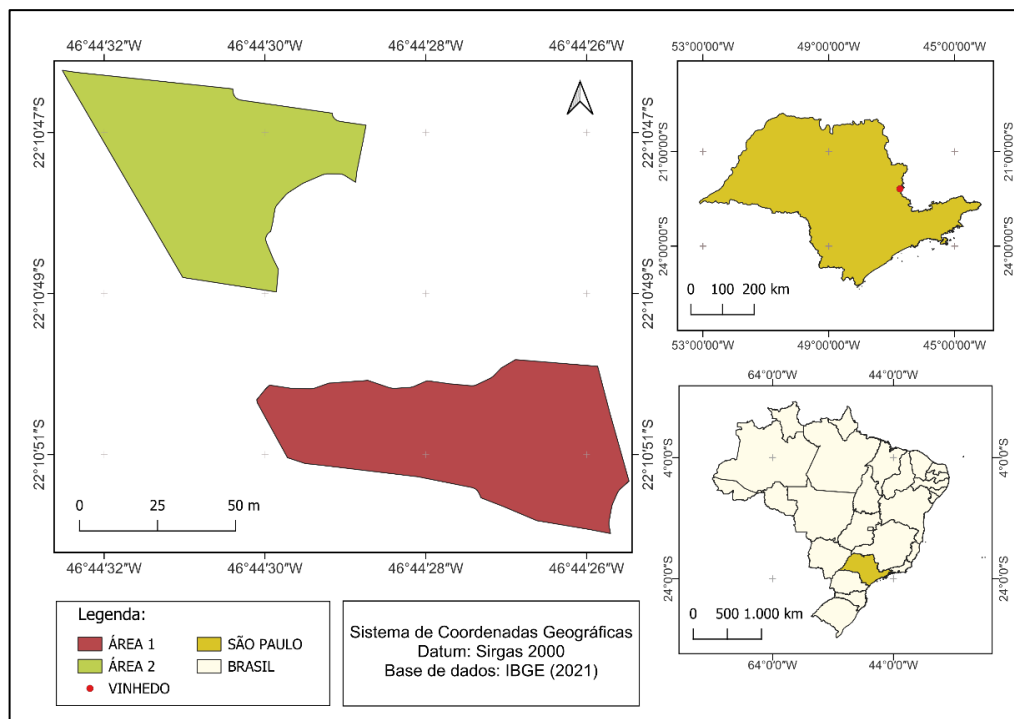 46°44′32″W 46°44′30″W 46°44′28″W 46°44′26″W
22°10′47″S 22°10′47″S
22°10′49″S 22°10′49″S
22°10′51″S 22°10′51″S
0 25 50 m
46°44′32″W 46°44′30″W 46°44′28″W 46°44′26″W
53°00′00″W 49°00′00″W 45°00′00″W
21°00′00″S 21°00′00″S
24°00′00″S 24°00′00″S
0 100 200 km
53°00′00″W 49°00′00″W 45°00′00″W
64°0′0″W 44°0′0″W
4°0′0″S 4°0′0″S
24°0′0″S 24°0′0″S
0 500 1.000 km
64°0′0″W 44°0′0″W
Legenda:
ÁREA 1 SÃO PAULO
ÁREA 2 BRASIL
VINHEDO
Sistema de Coordenadas Geográficas
Datum: Sirgas 2000
Base de dados: IBGE (2021)